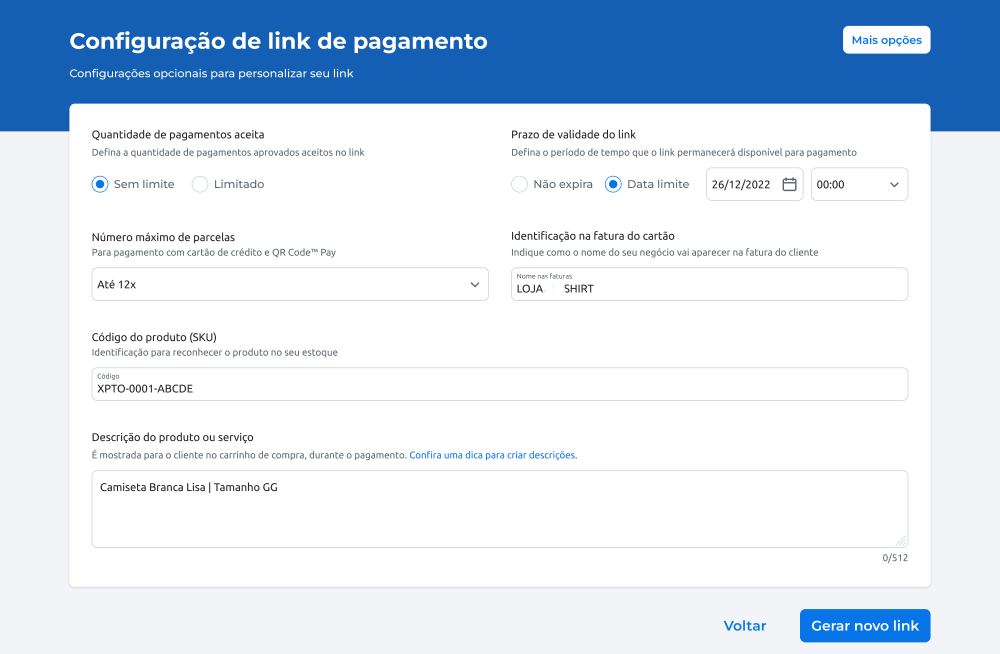 Configuração de link de pagamento
Mais opções
Configurações opcionais para personalizar seu link
Quantidade de pagamentos aceita
Defina a quantidade de pagamentos aprovados aceitos no link
Sem limite
Limitado
Prazo de validade do link
Defina o período de tempo que o link permanecerá disponível para pagamento
Não expira
Data limite
26/12/2022
00:00
Número máximo de parcelas
Para pagamento com cartão de crédito e QR Code™ Pay
Até 12x
Identificação na fatura do cartão
Indique como o nome do seu negócio vai aparecer na fatura do cliente
Nome nas faturas
LOJA SHIRT
Código do produto (SKU)
Identificação para reconhecer o produto no seu estoque
Código
XPTO-0001-ABCDE
Descrição do produto ou serviço
É mostrada para o cliente no carrinho de compra, durante o pagamento. Confira uma dica para criar descrições.
Camiseta Branca Lisa | Tamanho GG
0/512
Voltar
Gerar novo link